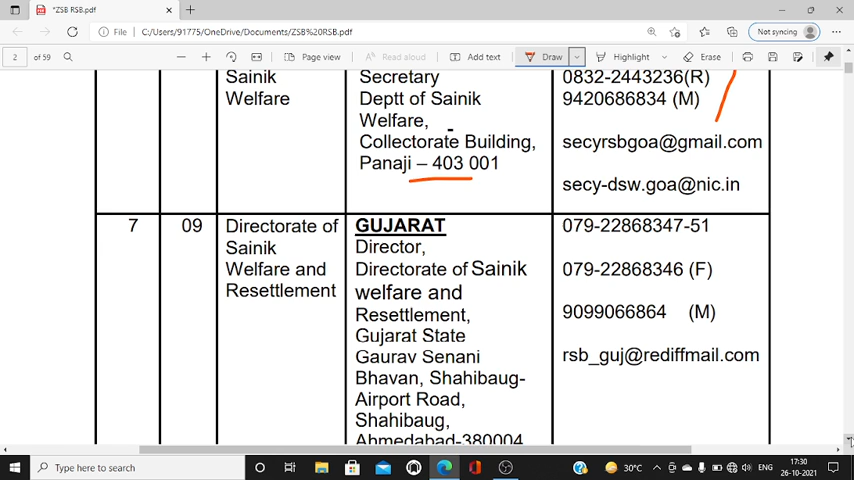 *ZSB RSB.pdf
File
C:/Users/91775/OneDrive/Documents/ZSB%20RSB.pdf
Not syncing
2 of 59
Page view
Read aloud
Add text
Draw
Highlight
Erase
Sainik
Welfare
Secretary
Deptt of Sainik
Welfare,
Collectorate Building,
Panaji – 403 001
0832-2443236(R)
9420686834 (M)
secyrsbgoa@gmail.com
secy-dsw.goa@nic.in
7
09
Directorate of
Sainik
Welfare and
Resettlement
GUJARAT
Director,
Directorate of Sainik
welfare and
Resettlement,
Gujarat State
Gaurav Senani
Bhavan, Shahibaug-
Airport Road,
Shahibaug,
Ahmedabad-380004
079-22868347-51
079-22868346 (F)
9099066864 (M)
rsb_guj@rediffmail.com
Type here to search
30°C
ENG
17:30
26-10-2021